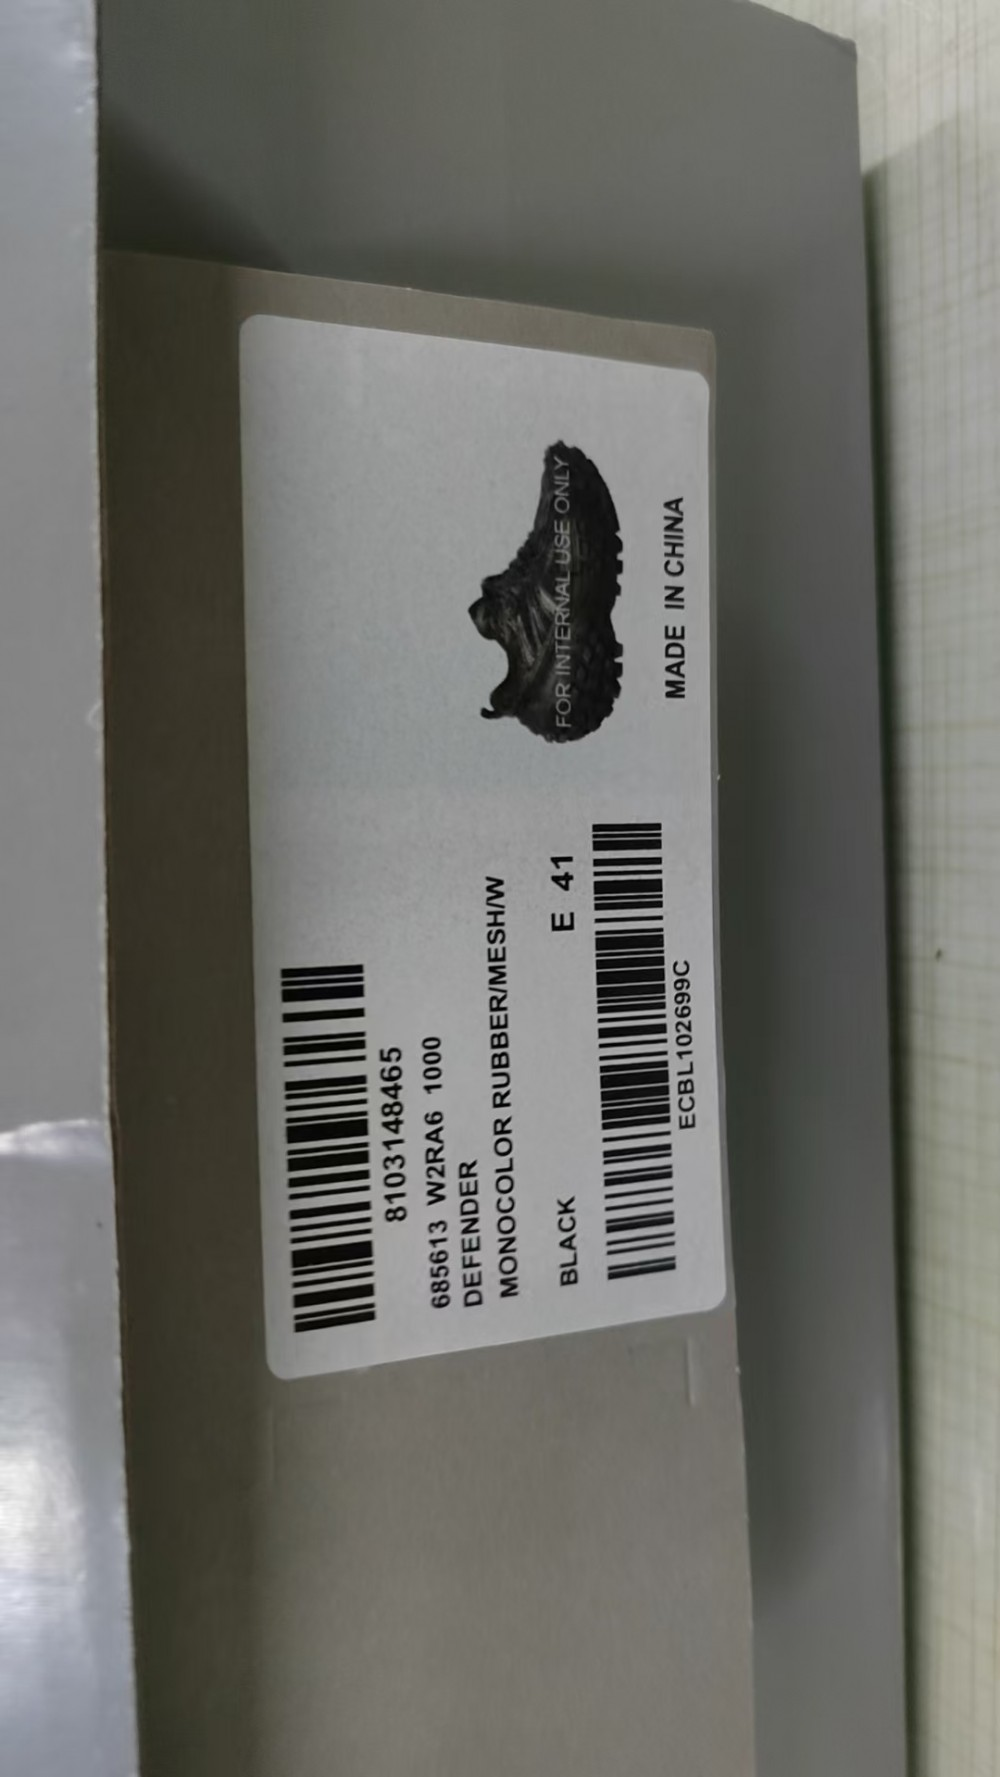 8103148465
685613 W2RA6 1000
DEFENDER
MONOCOLOR RUBBER/MESH/W
BLACK E 41
ECBL102699C
FOR INTERNAL USE ONLY
MADE IN CHINA